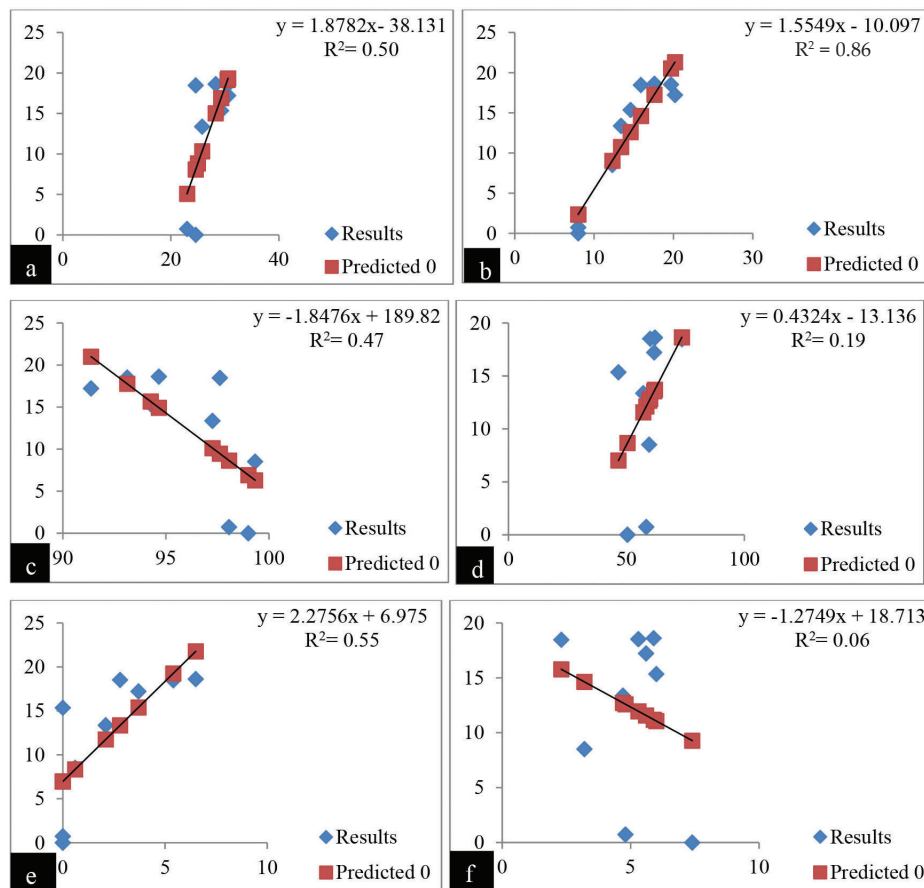 y = 1.8782x- 38.131
R²= 0.50
25
20
15
10
5
0
0
20
40
Results
Predicted 0
a
y = 1.5549x - 10.097
R² = 0.86
25
20
15
10
5
0
0
10
20
30
Results
Predicted 0
b
y = -1.8476x + 189.82
R²= 0.47
25
20
15
10
5
0
90
95
100
Results
Predicted 0
c
y = 0.4324x - 13.136
R²= 0.19
20
15
10
5
0
0
50
100
Results
Predicted 0
d
y = 2.2756x + 6.975
R²= 0.55
25
20
15
10
5
0
0
5
10
Results
Predicted 0
e
y = -1.2749x + 18.713
R²= 0.06
20
15
10
5
0
0
5
10
Results
Predicted 0
f